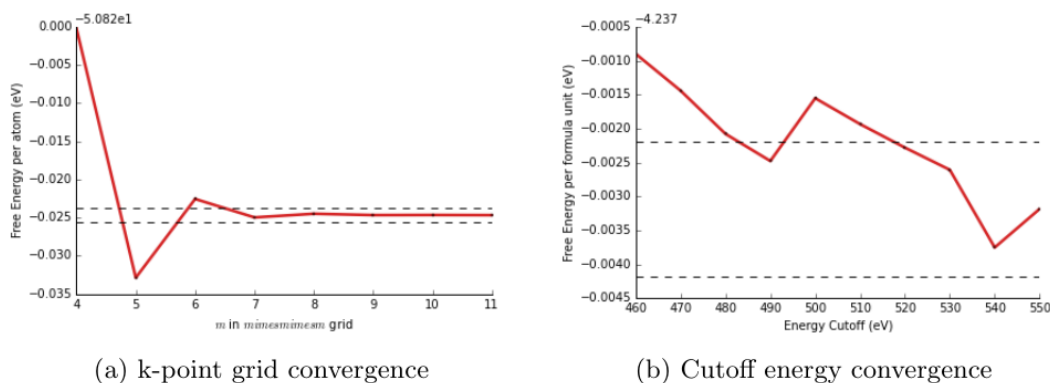 −5.082e1
0.000
−0.005
−0.010
−0.015
−0.020
−0.025
−0.030
−0.035
Free Energy per atom (eV)
4 5 6 7 8 9 10 11
m in mimesmimesm grid
(a) k-point grid convergence
−4.237
−0.0005
−0.0010
−0.0015
−0.0020
−0.0025
−0.0030
−0.0035
−0.0040
−0.0045
Free Energy per formula unit (eV)
460 470 480 490 500 510 520 530 540 550
Energy Cutoff (eV)
(b) Cutoff energy convergence